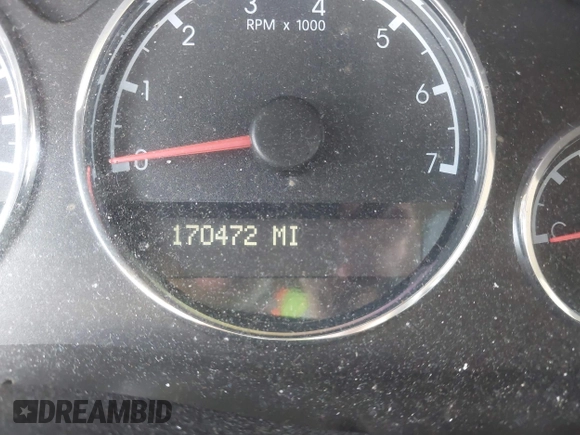 1 2 3 4 5 6 7
RPM x 1000
0
170472 MI
C
DREAMBID